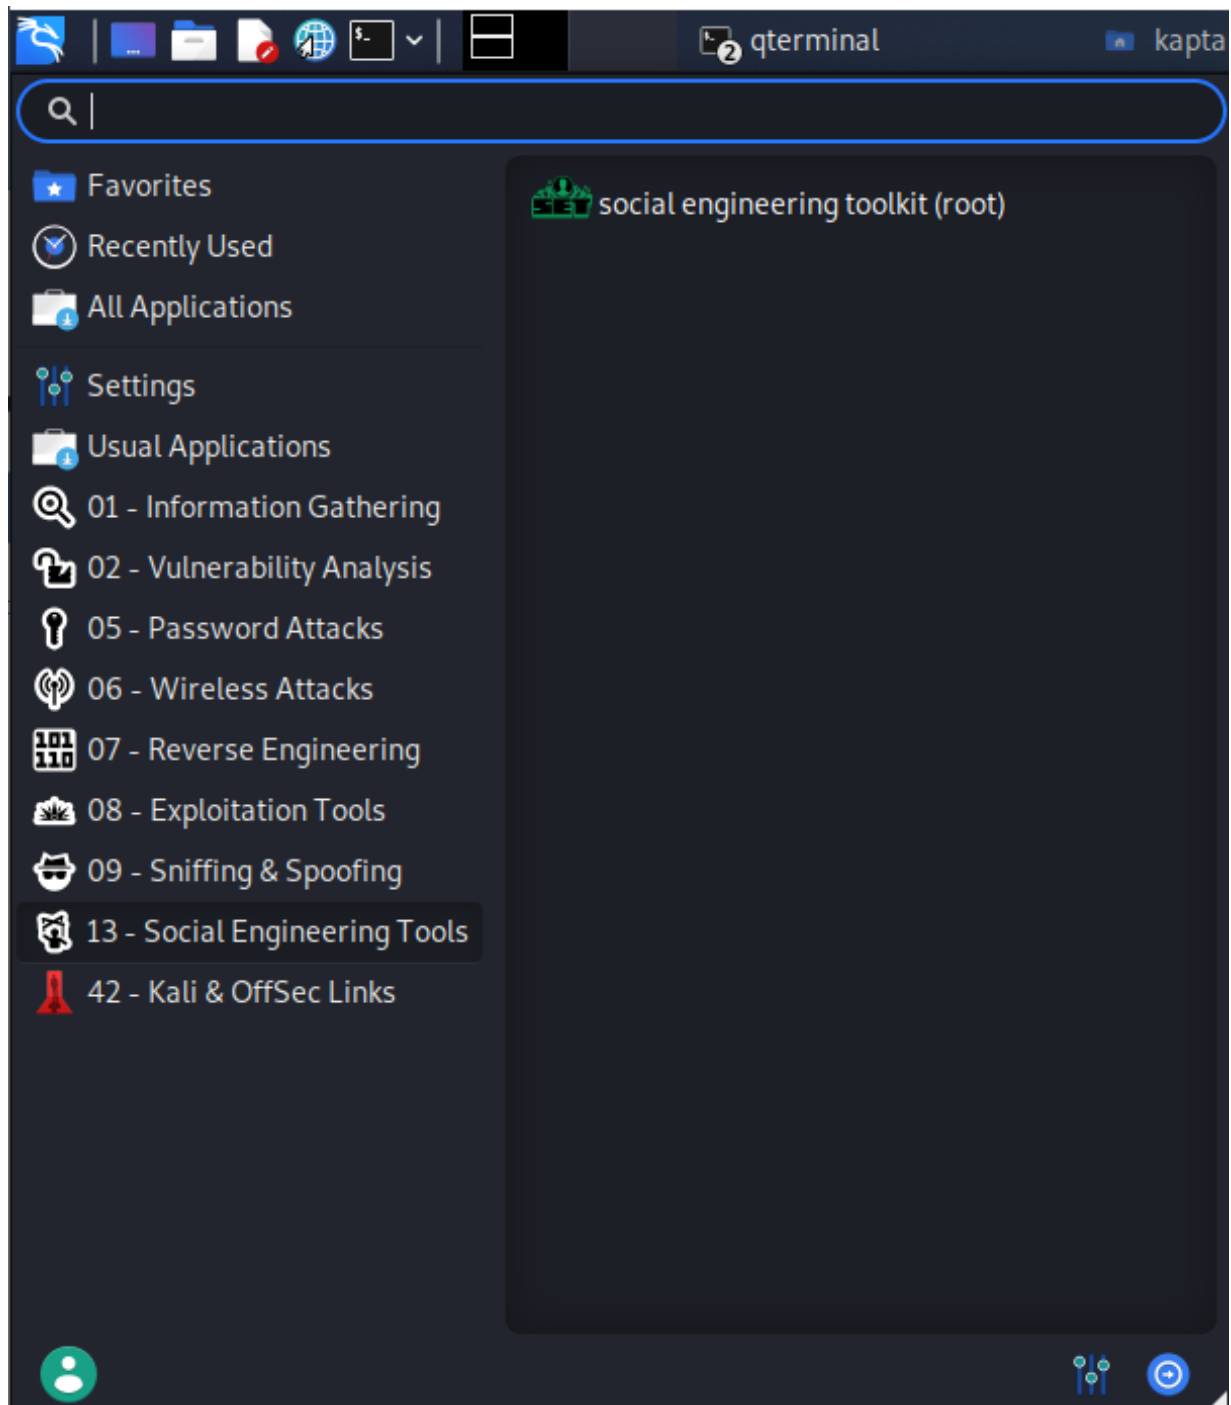 qterminal
kapta
Favorites
Recently Used
All Applications
Settings
Usual Applications
01 - Information Gathering
02 - Vulnerability Analysis
05 - Password Attacks
06 - Wireless Attacks
07 - Reverse Engineering
08 - Exploitation Tools
09 - Sniffing & Spoofing
13 - Social Engineering Tools
42 - Kali & OffSec Links
SET social engineering toolkit (root)